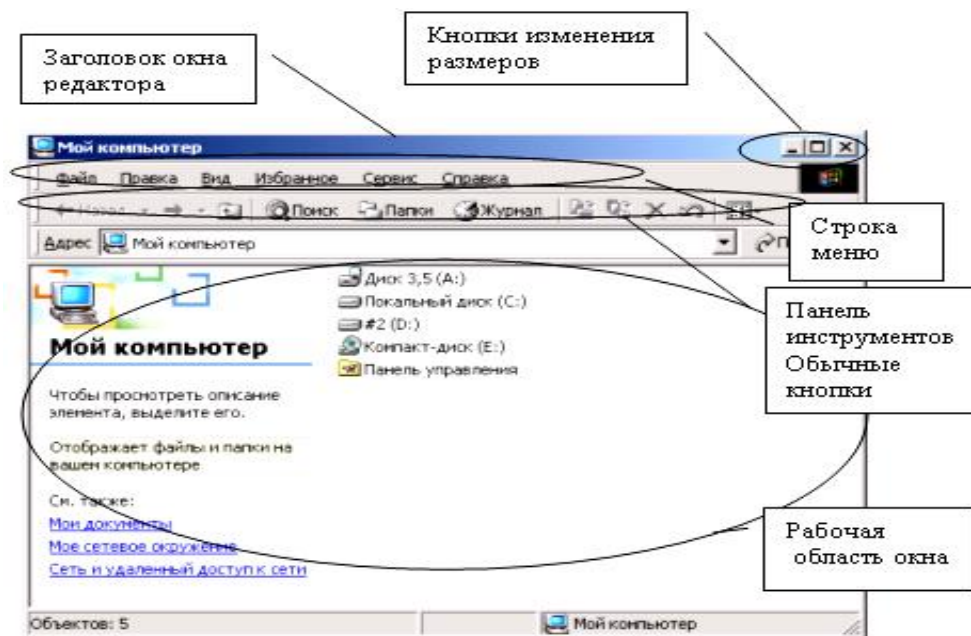 Заголовок окна
редактора
Кнопки изменения
размеров
Мой компьютер
Файл Правка Вид Избранное Сервис Справка
Назад Поиск Папки Журнал
Адрес Мой компьютер
Строка
меню
Диск 3,5 (A:)
Локальный диск (C:)
#2 (D:)
Компакт-диск (E:)
Панель управления
Панель
инструментов
Обычные
кнопки
Мой компьютер
Чтобы просмотреть описание
элемента, выделите его.
Отображает файлы и папки на
вашем компьютере
См. также:
Мои документы
Мое сетевое окружение
Сеть и удаленный доступ к сети
Рабочая
область окна
Объектов: 5 Мой компьютер